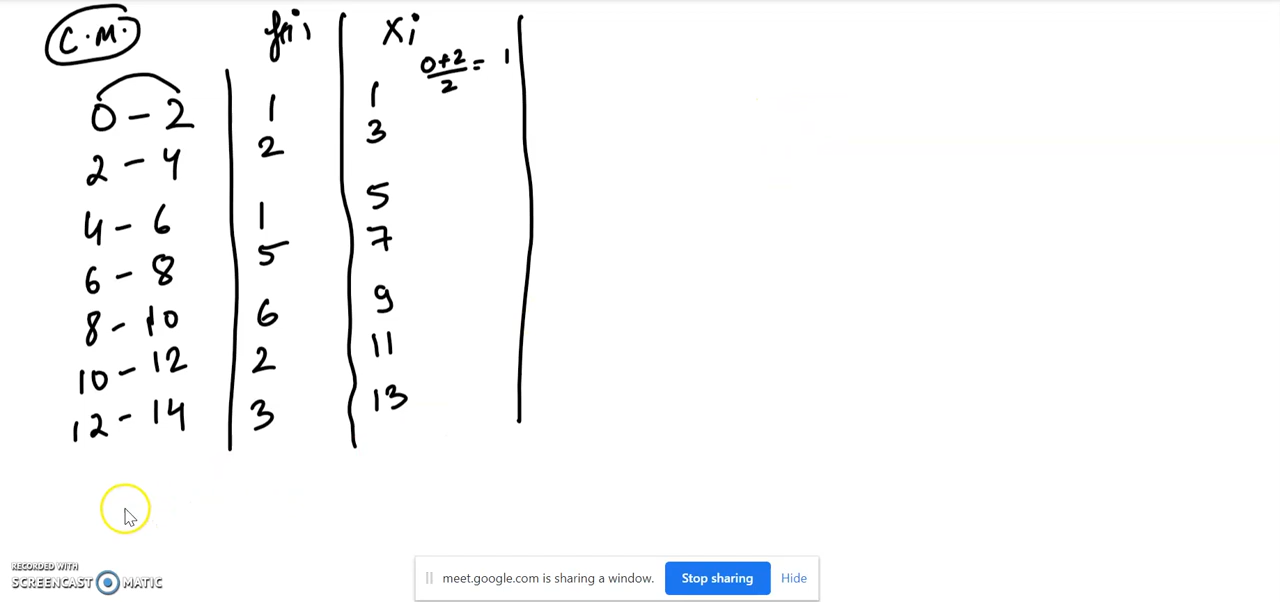 C.M. fri xi
0+2/2 = 1
0 - 2 1 1
2 - 4 2 3
4 - 6 1 5
6 - 8 5 7
8 - 10 6 9
10 - 12 2 11
12 - 14 3 13
RECORDED WITH
SCREENCAST MATIC
meet.google.com is sharing a window. Stop sharing Hide